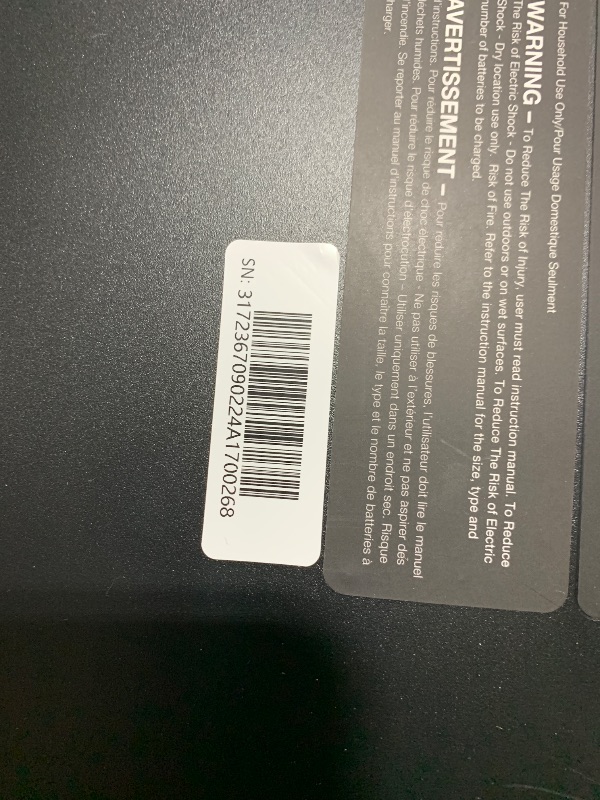 For Household Use Only/Pour Usage Domestique Seulment
WARNING – To Reduce The Risk of Injury, user must read instruction manual. To Reduce
The Risk of Electric Shock - Do not use outdoors or on wet surfaces. To Reduce The Risk of Electric
Shock - Dry location use only. Risk of Fire. Refer to the instruction manual for the size, type and
number of batteries to be charged.
AVERTISSEMENT – Pour réduire les risques de blessures, l'utilisateur doit lire le manuel
d'instructions. Pour réduire le risque de choc électrique - Ne pas utiliser à l'extérieur et ne pas aspirer des
déchets humides. Pour réduire le risque d'électrocution – Utiliser uniquement dans un endroit sec. Risque
d'incendie. Se reporter au manuel d'instructions pour connaître la taille, le type et le nombre de batteries à
charger.
SN: 3172367090224A1700268